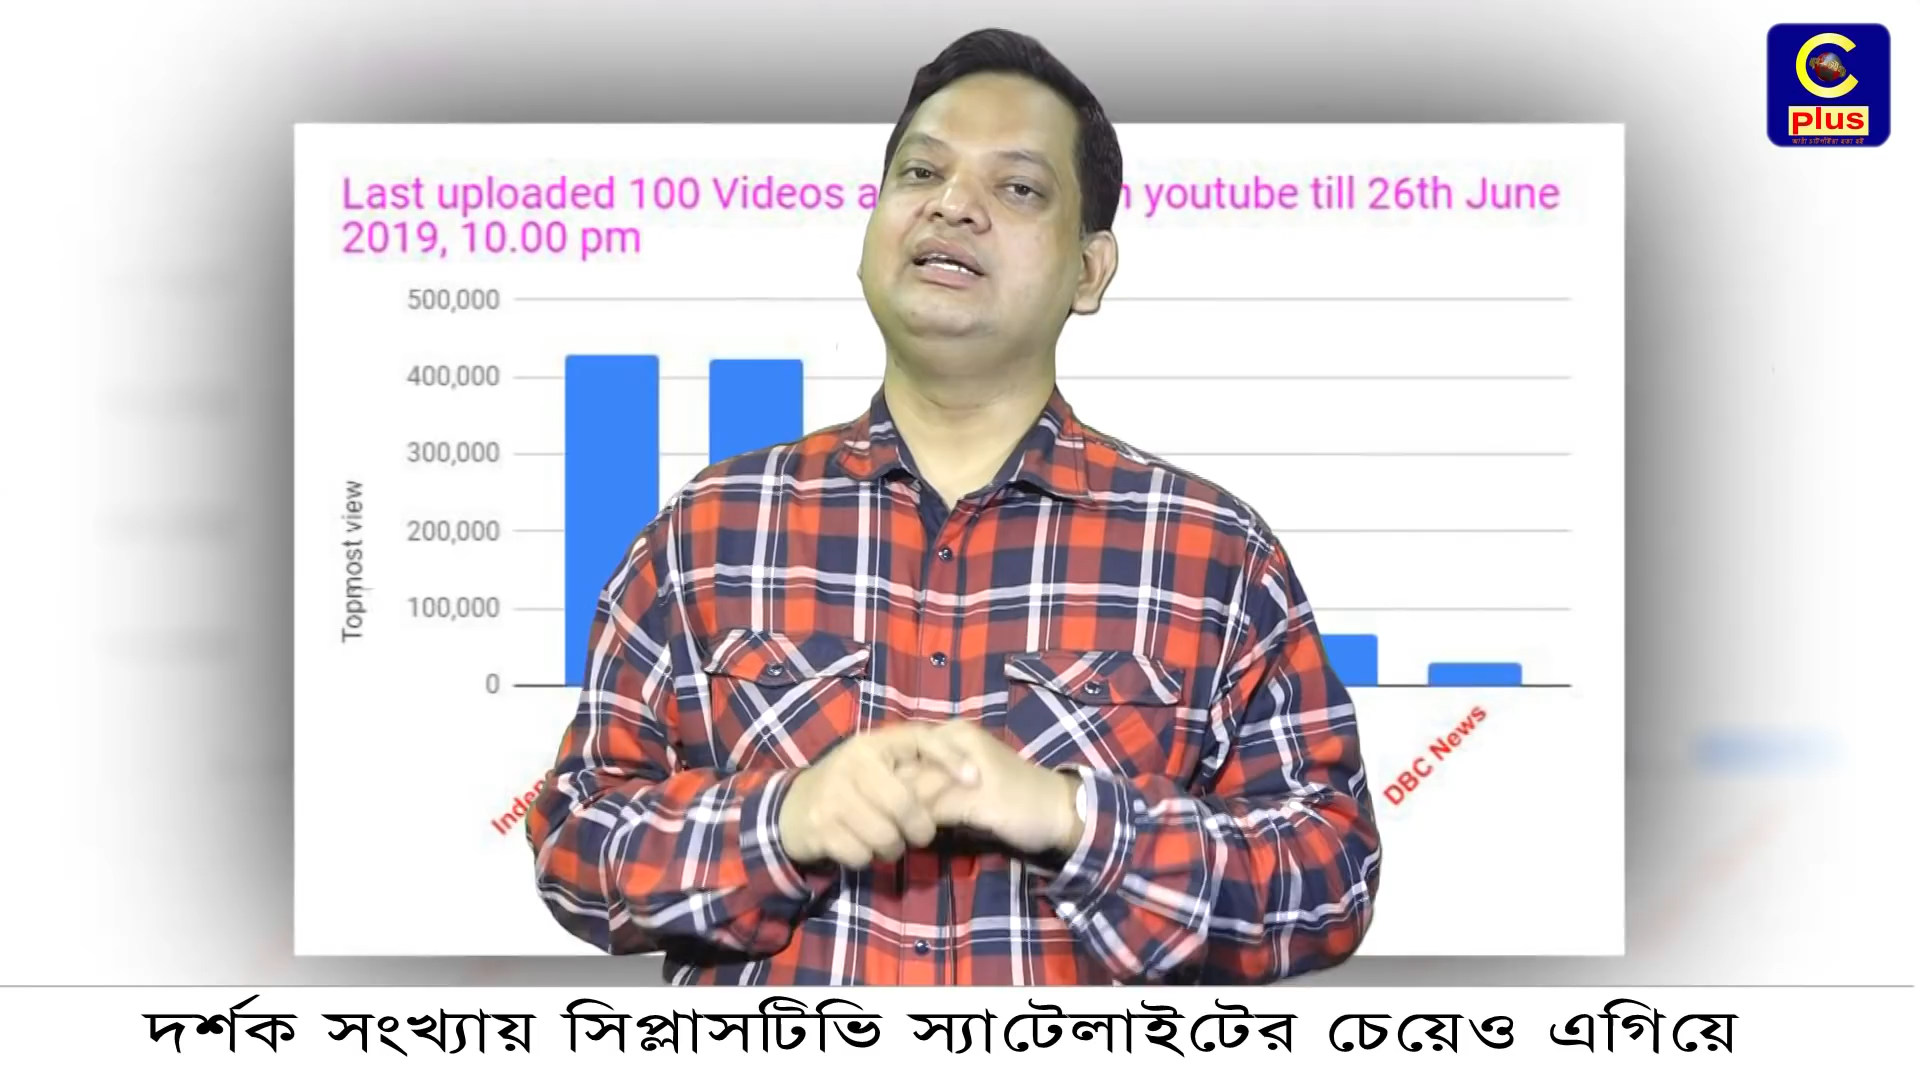 C
plus
Last uploaded 100 Videos youtube till 26th June
2019, 10.00 pm
500,000
400,000
300,000
200,000
100,000
0
Topmost view
DBC News
দর্শক সংখ্যায় সিপ্লাসটিভি স্যাটেলাইটের চেয়েও এগিয়ে